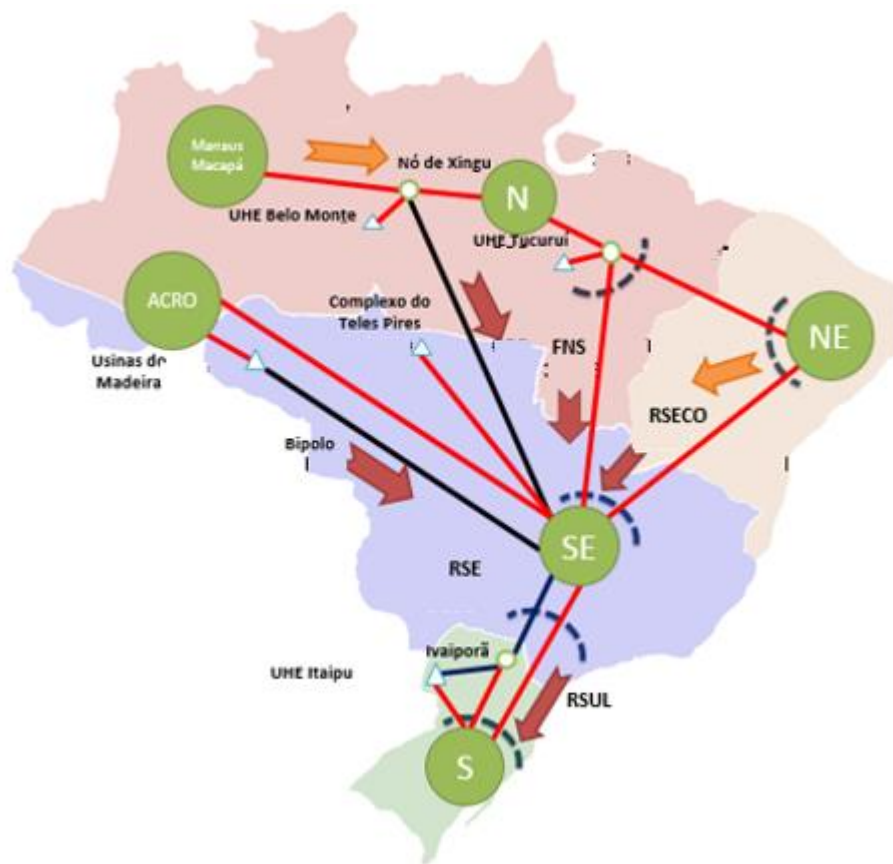 Manaus
Macapá
Nó de Xingu
N
UHE Belo Monte
UHE Tucuruí
ACRO
Complexo do
Teles Pires
NE
Usinas do
Madeira
FNS
RSECO
Bipolo
SE
RSE
Ivaiporã
UHE Itaipu
RSUL
S